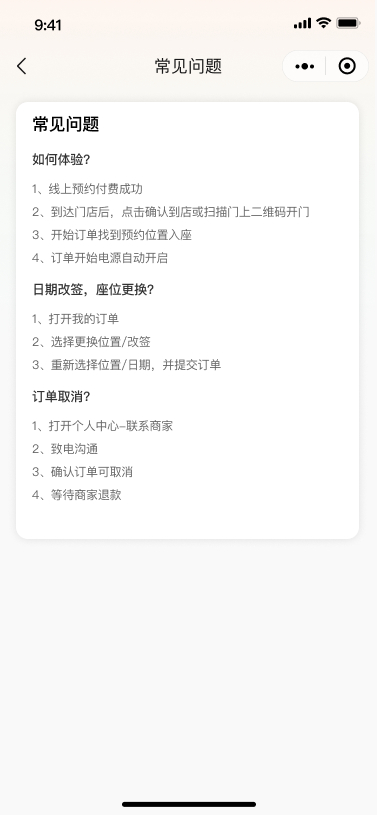 9:41
常见问题
常见问题
如何体验？
1、线上预约付费成功
2、到达门店后，点击确认到店或扫描门上二维码开门
3、开始订单找到预约位置入座
4、订单开始电源自动开启
日期改签，座位更换？
1、打开我的订单
2、选择更换位置/改签
3、重新选择位置/日期，并提交订单
订单取消？
1、打开个人中心-联系商家
2、致电沟通
3、确认订单可取消
4、等待商家退款